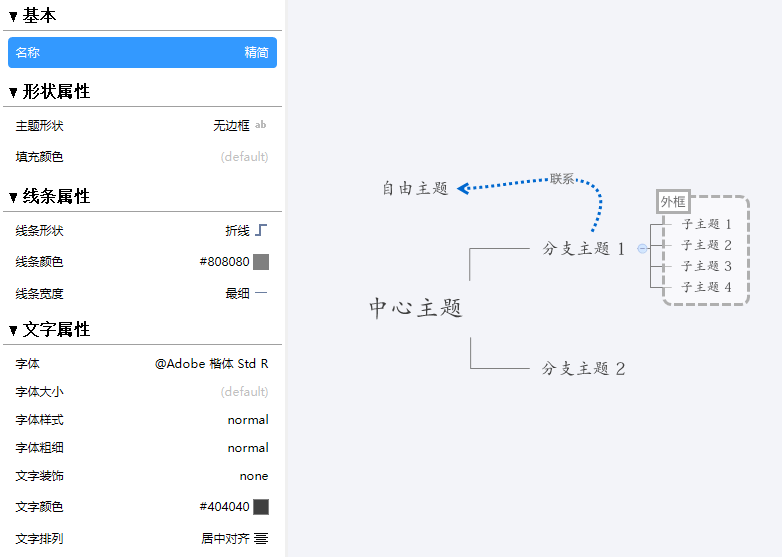 ▼ 基本
名称 精简
▼ 形状属性
主题形状 无边框 ab
填充颜色 (default)
▼ 线条属性
线条形状 折线
线条颜色 #808080
线条宽度 最细
▼ 文字属性
字体 @Adobe 楷体 Std R
字体大小 (default)
字体样式 normal
字体粗细 normal
文字装饰 none
文字颜色 #404040
文字排列 居中对齐
自由主题
联系
外框
分支主题 1
子主题 1
子主题 2
子主题 3
子主题 4
中心主题
分支主题 2